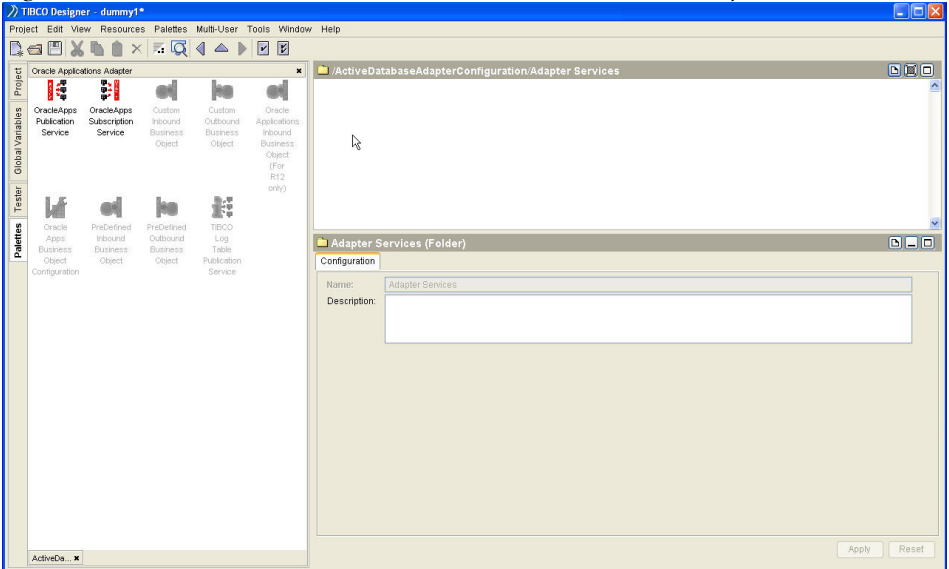 TIBCO Designer - dummy1*
Project Edit View Resources Palettes Multi-User Tools Window Help
Project
Global Variables
Tester
Palettes
Oracle Applications Adapter
OracleApps
Publication
Service
OracleApps
Subscription
Service
Custom
Inbound
Business
Object
Custom
Outbound
Business
Object
Oracle
Applications
Inbound
Business
Object
(For
R12
only)
Oracle
Apps
Business
Object
Configuration
PreDefined
Inbound
Business
Object
PreDefined
Outbound
Business
Object
TIBCO
Log
Table
Publication
Service
ActiveDa...
/ActiveDatabaseAdapterConfiguration/Adapter Services
Adapter Services (Folder)
Configuration
Name: Adapter Services
Description:
Apply Reset